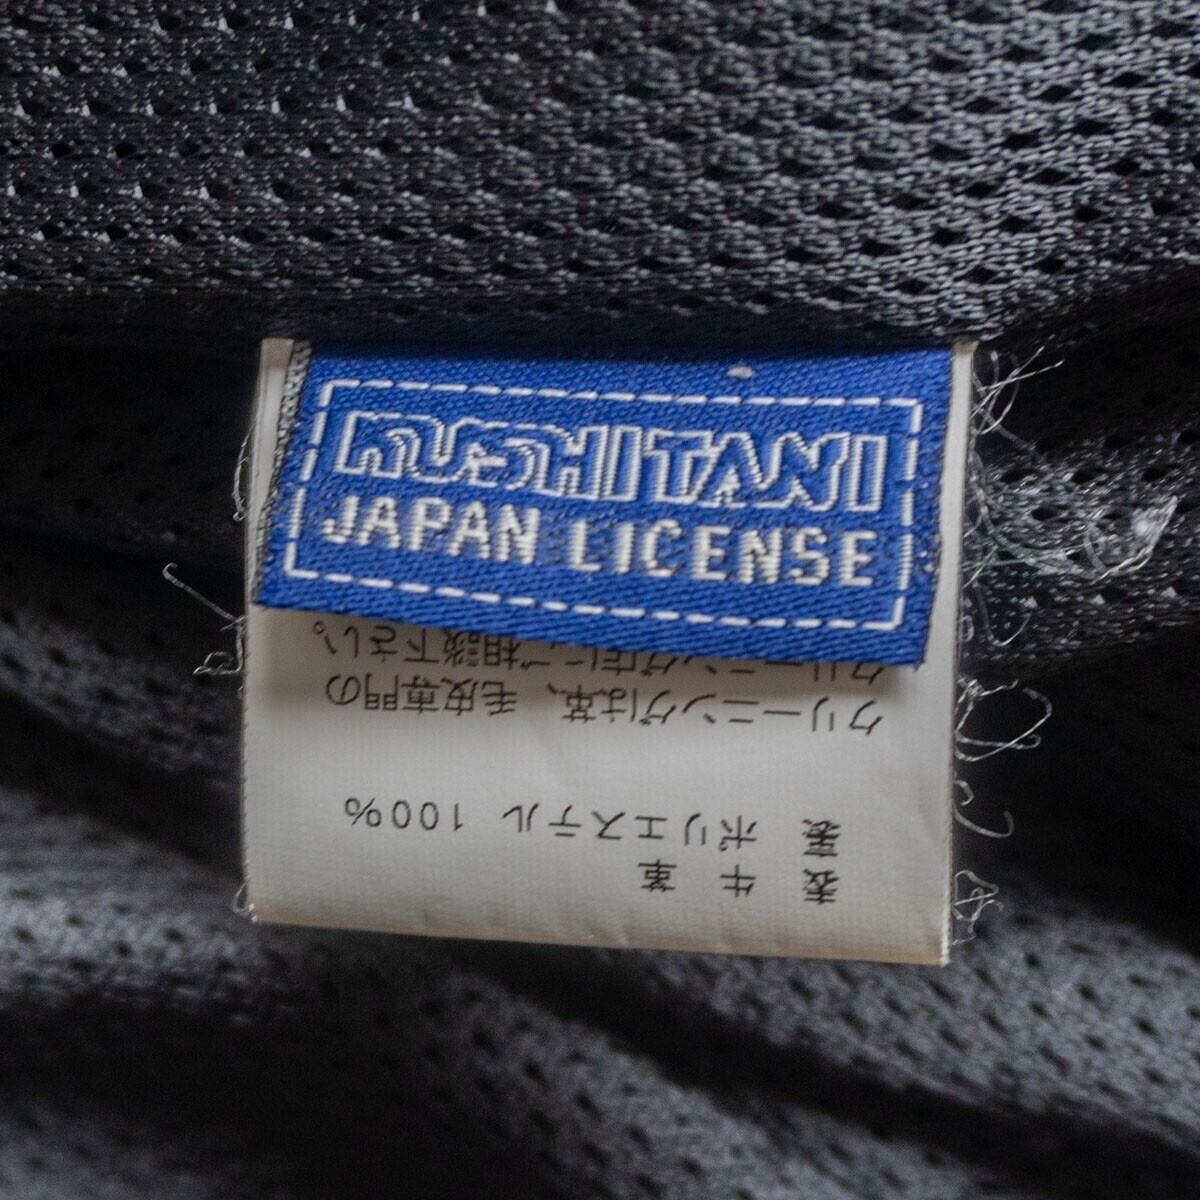 KUSHITANI
JAPAN LICENSE
表 牛 革
裏 ポリエステル 100%
クリーニングは革、毛皮専門の
クリーニング店にご相談下さい。